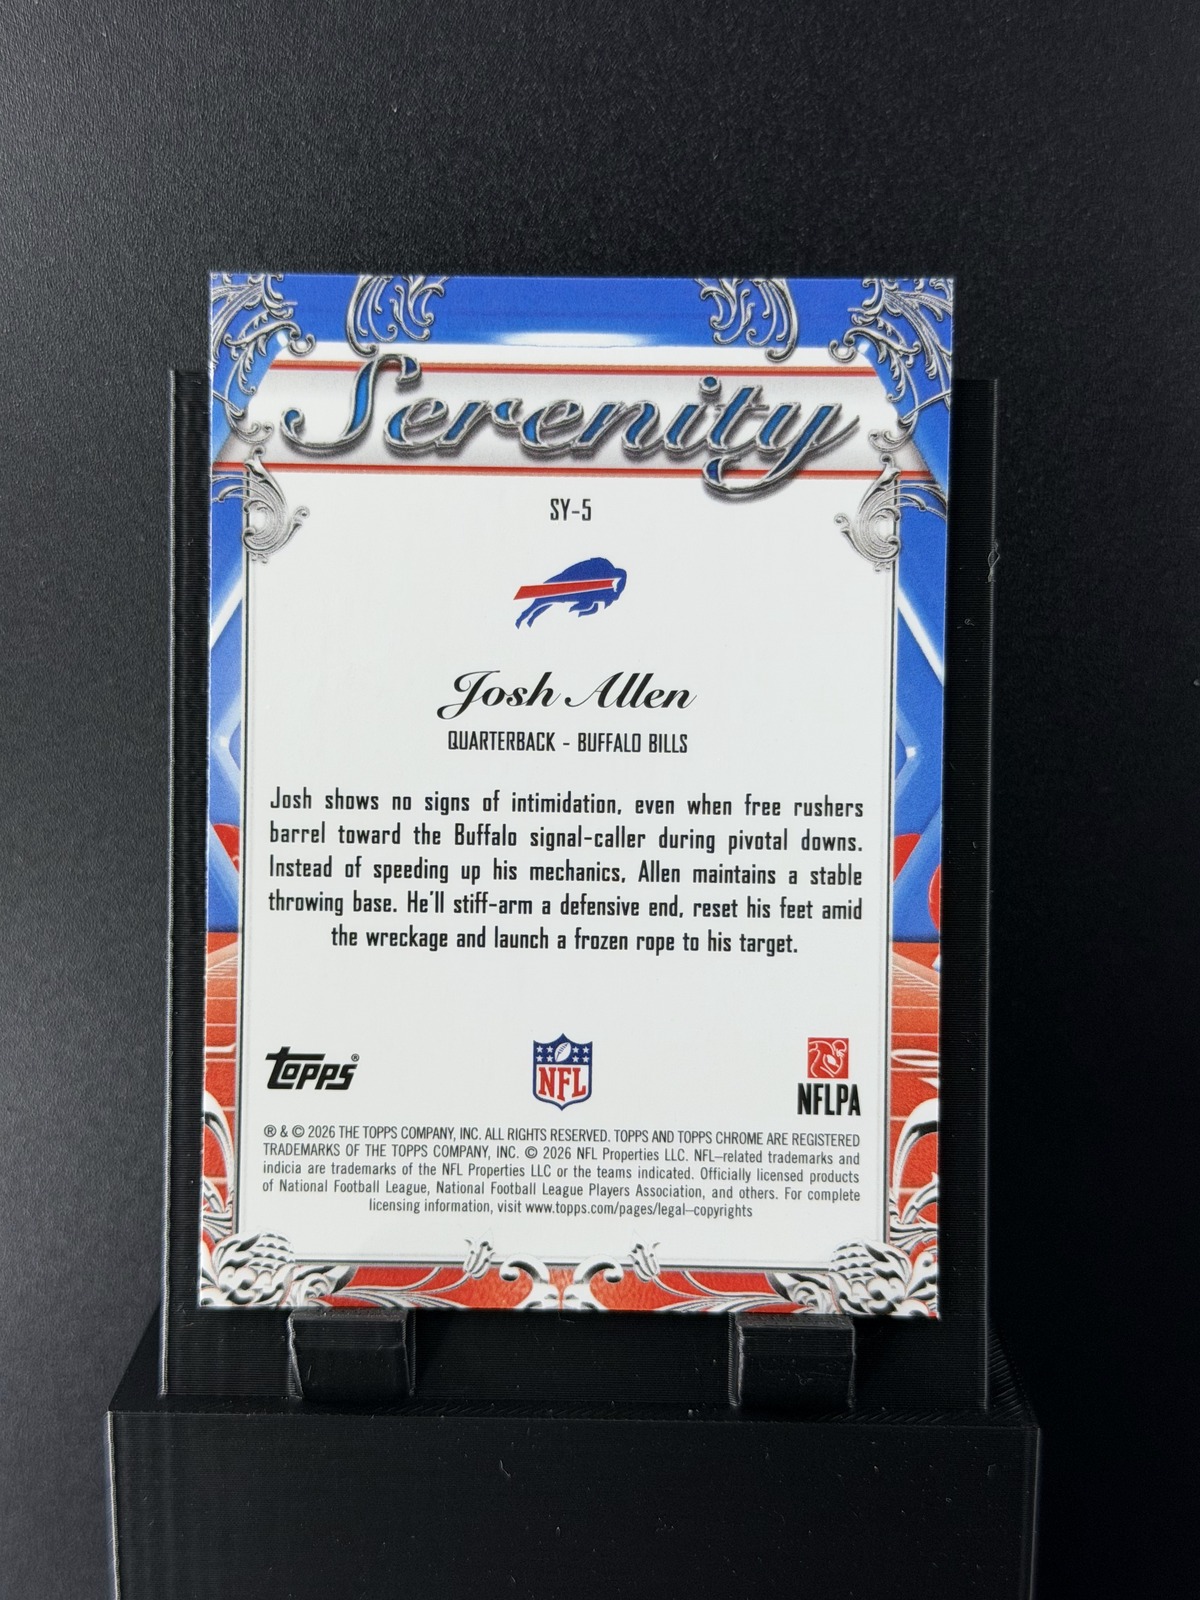 Serenity
SY-5
Josh Allen
QUARTERBACK - BUFFALO BILLS
Josh shows no signs of intimidation, even when free rushers
barrel toward the Buffalo signal-caller during pivotal downs.
Instead of speeding up his mechanics, Allen maintains a stable
throwing base. He'll stiff-arm a defensive end, reset his feet amid
the wreckage and launch a frozen rope to his target.
Topps®
NFL
NFLPA
® & © 2026 THE TOPPS COMPANY, INC. ALL RIGHTS RESERVED. TOPPS AND TOPPS CHROME ARE REGISTERED
TRADEMARKS OF THE TOPPS COMPANY, INC. © 2026 NFL Properties LLC. NFL-related trademarks and
indicia are trademarks of the NFL Properties LLC or the teams indicated. Officially licensed products
of National Football League, National Football League Players Association, and others. For complete
licensing information, visit www.topps.com/pages/legal-copyrights